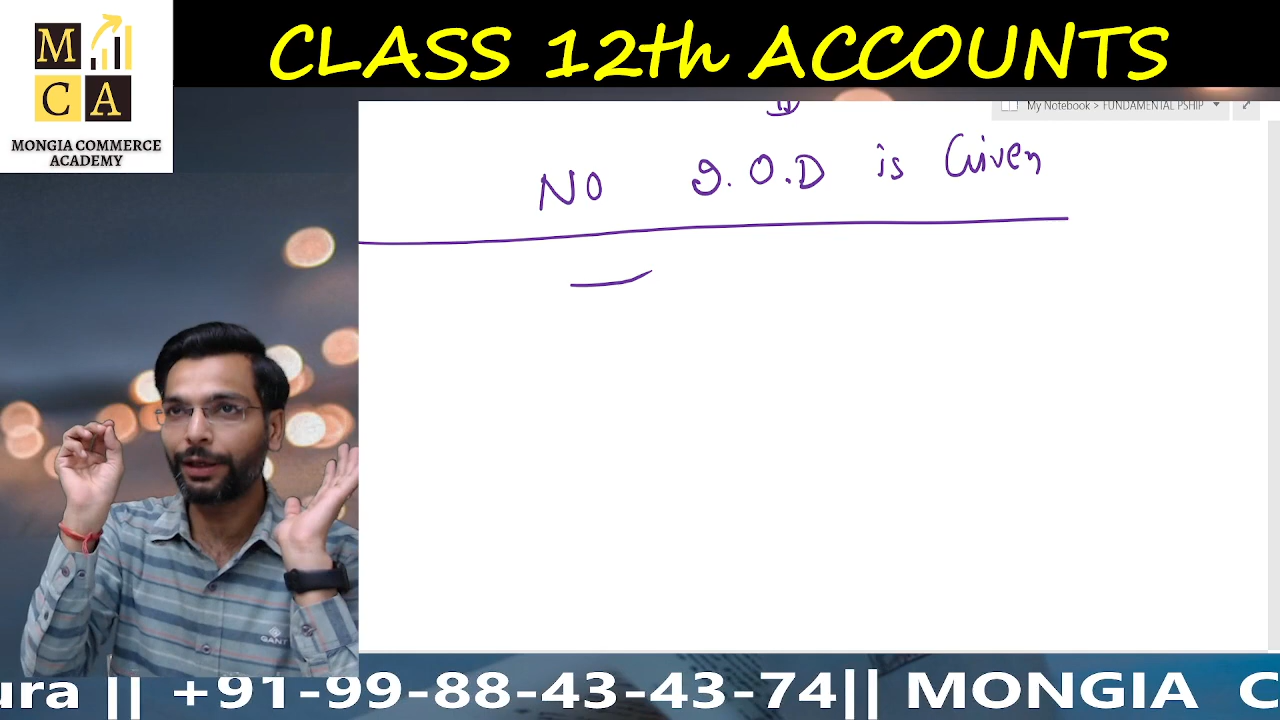 M
C A
MONGIA COMMERCE
ACADEMY
CLASS 12th ACCOUNTS
My Notebook > FUNDAMENTAL PSHIP
NO I.O.D is Given
GANT
ura || +91-99-88-43-43-74|| MONGIA C